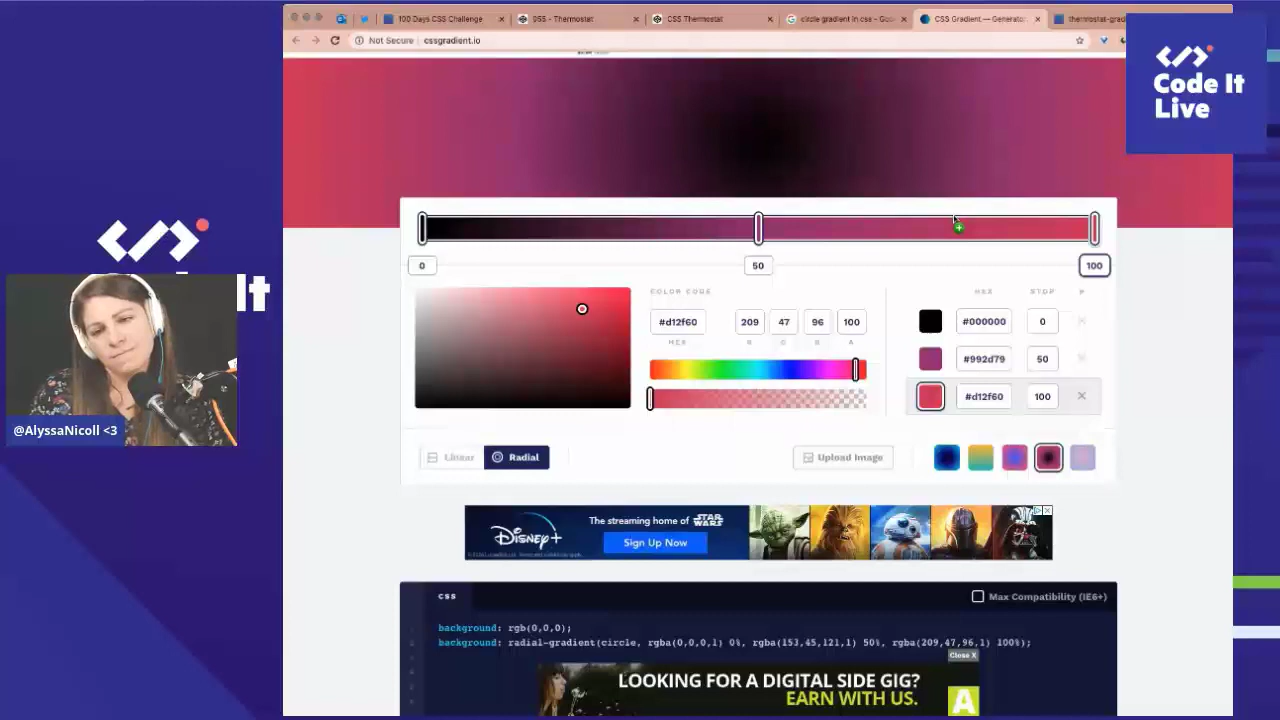 100 Days CSS Challenge
055 - Thermostat
CSS Thermostat
circle gradient in css - Goo
CSS Gradient — Generator
thermostat-grad
Not Secure
cssgradient.io
Code It
Live
0
50
100
COLOR CODE
HEX
STOP
#d12f60
209
47
96
100
HEX
R
G
B
A
#000000
0
#992d79
50
#d12f60
100
@AlyssaNicoll <3
Linear
Radial
Upload Image
Disney+
The streaming home of STAR WARS
Sign Up Now
css
Max Compatibility (IE6+)
background: rgb(0,0,0);
background: radial-gradient(circle, rgba(0,0,0,1) 0%, rgba(153,45,121,1) 50%, rgba(209,47,96,1) 100%);
Close X
LOOKING FOR A DIGITAL SIDE GIG?
EARN WITH US.
A